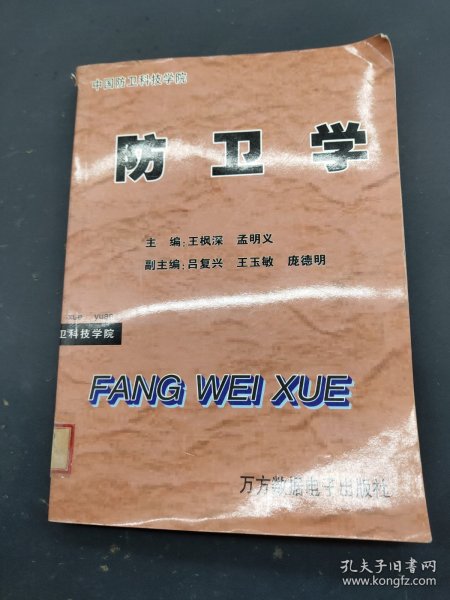 中国防卫科技学院
防卫学
主 编:王枫深 孟明义
副主编:吕复兴 王玉敏 庞德明
xue yuan
卫科技学院
FANG WEI XUE
万方数据电子出版社
孔夫子旧书网
www.kongfz.com